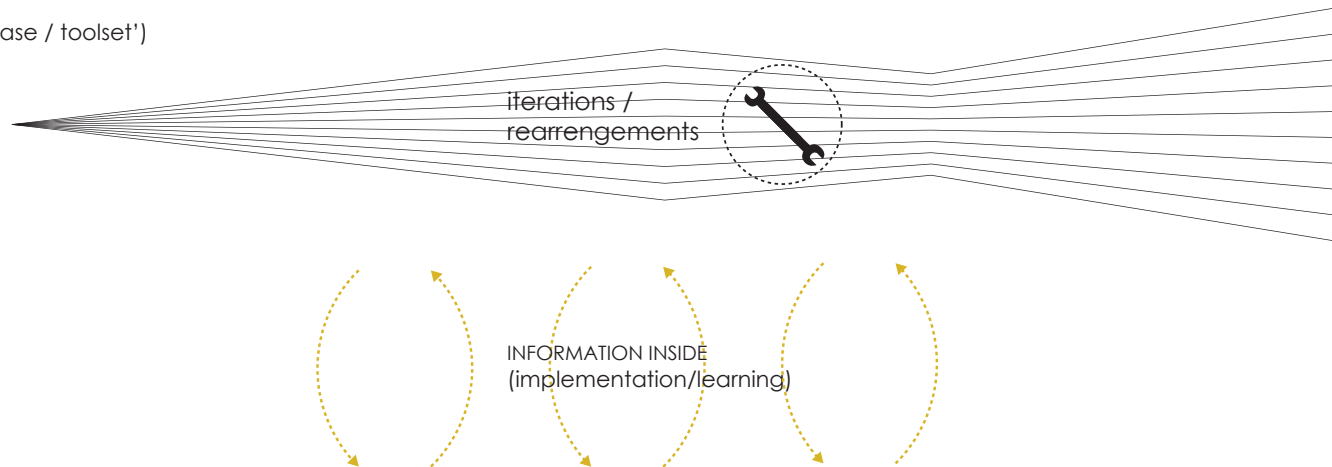 ase / toolset’)
iterations /
rearrengements
INFORMATION INSIDE
(implementation/learning)